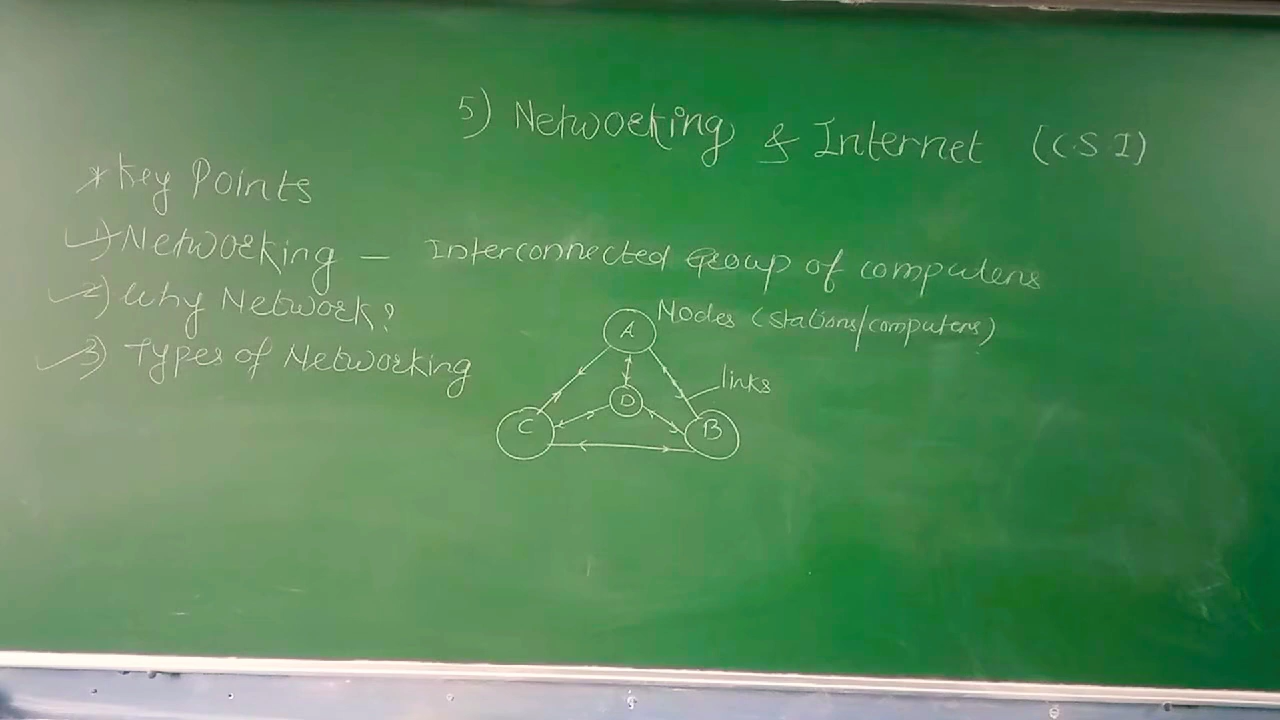 5) Networking & Internet (C.S.I)
* Key Points
1) Networking – Interconnected Group of computers
2) Why Network?
3) Types of Networking
Nodes (stations/computers)
A
links
D
C
B